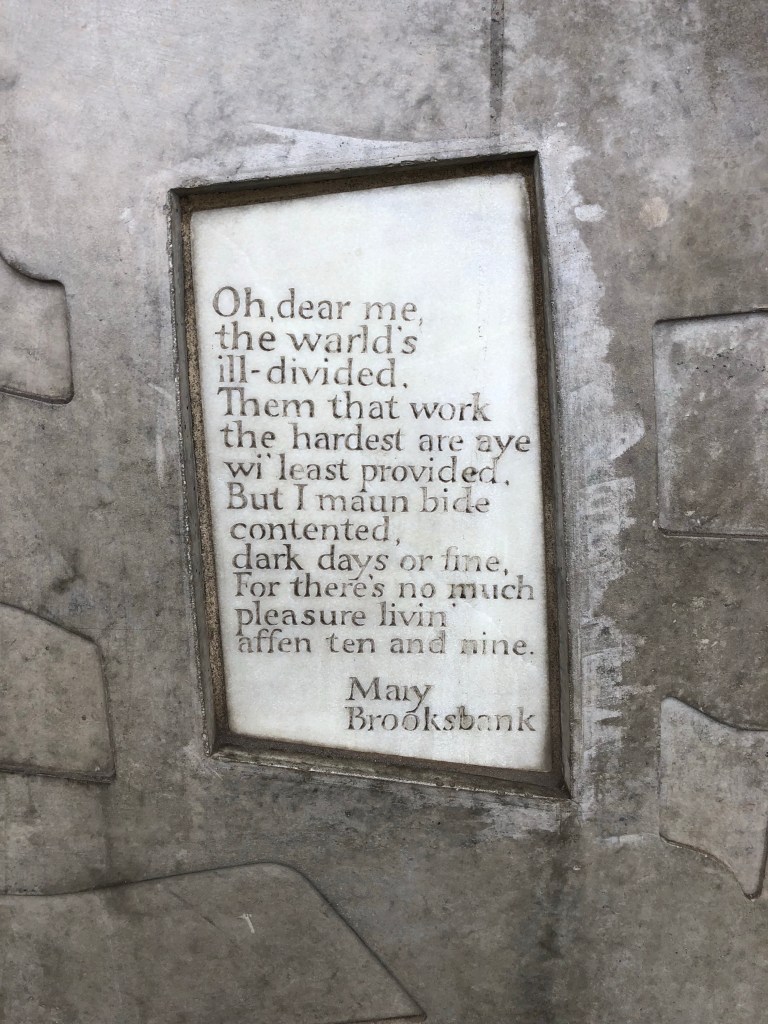 Oh, dear me,
the warld's
ill-divided.
Them that work
the hardest are aye
wi' least provided.
But I maun bide
contented,
dark days or fine,
For there's no much
pleasure livin'
affen ten and nine.
Mary
Brooksbank